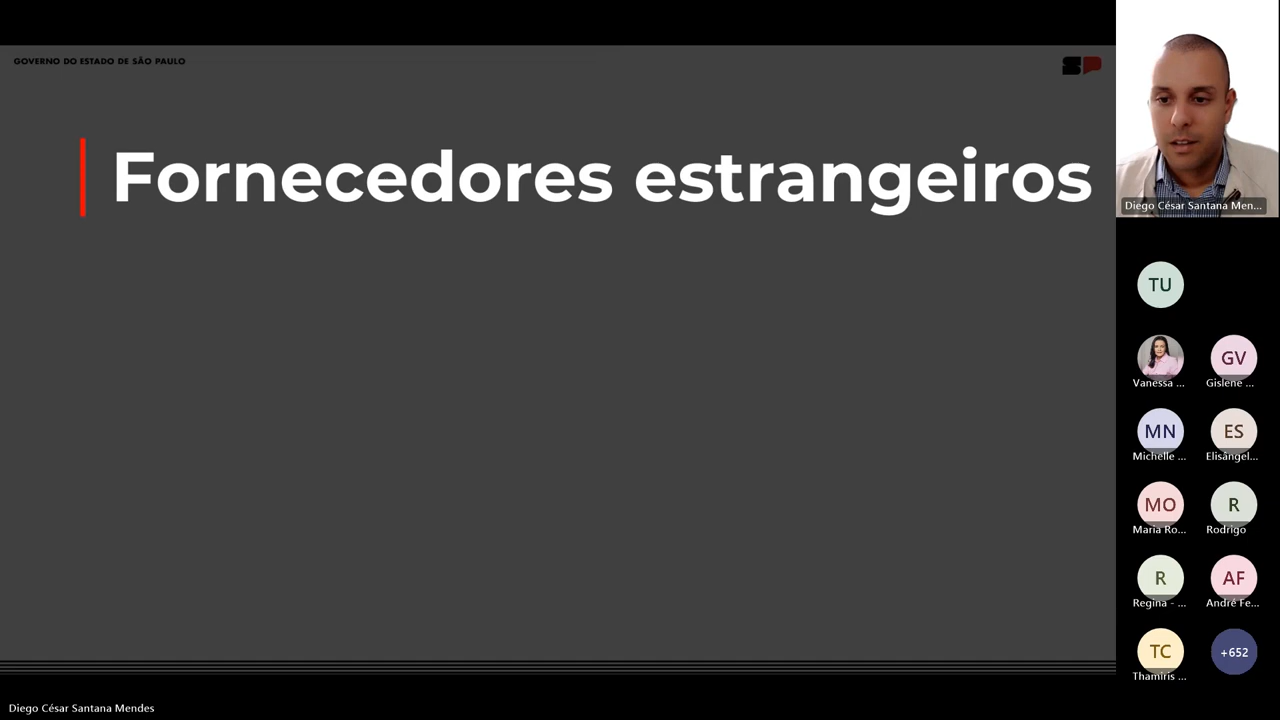 GOVERNO DO ESTADO DE SÃO PAULO
SP
Fornecedores estrangeiros
Diego César Santana Men...
TU
Vanessa ...
GV
Gislene ...
MN
Michelle ...
ES
Elisângel...
MO
Maria Ro...
R
Rodrigo
R
Regina - ...
AF
André Fe...
TC
Thamiris ...
+652
Diego César Santana Mendes